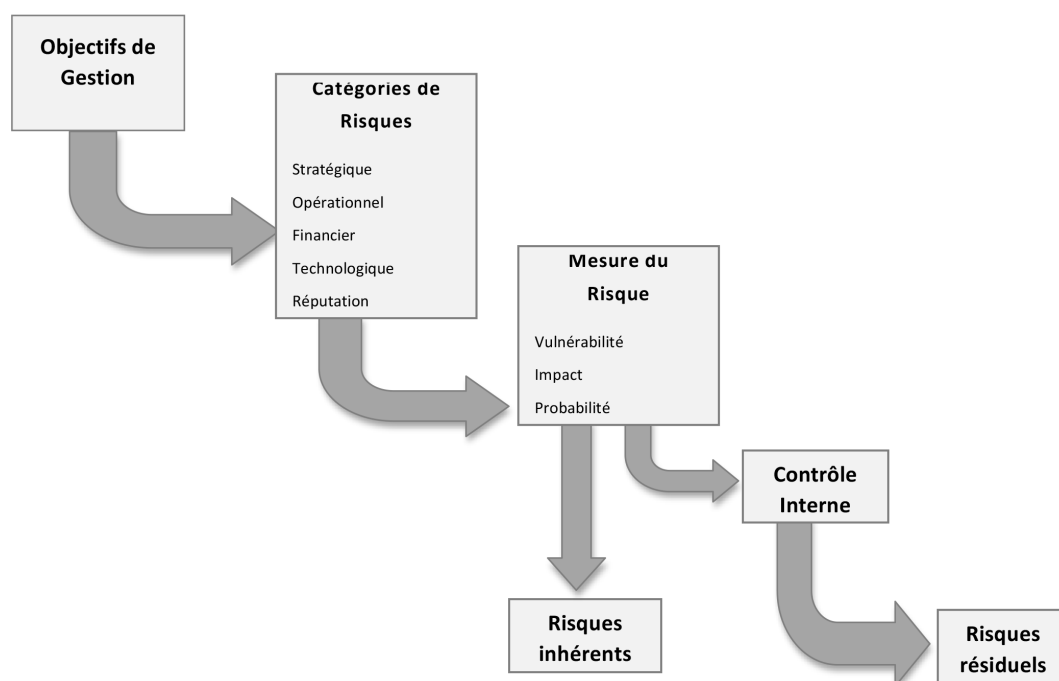 Objectifs de
Gestion
Catégories de
Risques
Stratégique
Opérationnel
Financier
Technologique
Réputation
Mesure du
Risque
Vulnérabilité
Impact
Probabilité
Contrôle
Interne
Risques
inhérents
Risques
résiduels